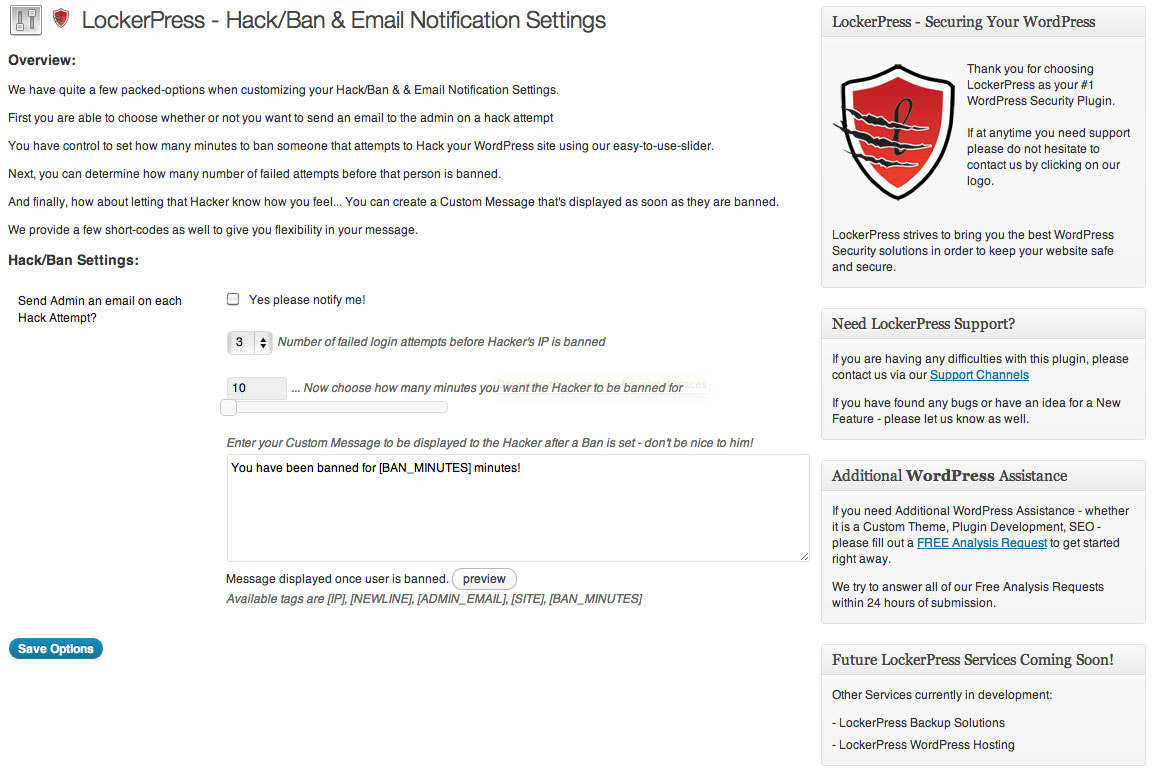 LockerPress - Hack/Ban & Email Notification Settings
Overview:
We have quite a few packed-options when customizing your Hack/Ban & & Email Notification Settings.
First you are able to choose whether or not you want to send an email to the admin on a hack attempt
You have control to set how many minutes to ban someone that attempts to Hack your WordPress site using our easy-to-use-slider.
Next, you can determine how many number of failed attempts before that person is banned.
And finally, how about letting that Hacker know how you feel... You can create a Custom Message that's displayed as soon as they are banned.
We provide a few short-codes as well to give you flexibility in your message.
Hack/Ban Settings:
Send Admin an email on each
Hack Attempt?
Yes please notify me!
3 Number of failed login attempts before Hacker's IP is banned
10 ... Now choose how many minutes you want the Hacker to be banned for
Enter your Custom Message to be displayed to the Hacker after a Ban is set - don't be nice to him!
You have been banned for [BAN_MINUTES] minutes!
Message displayed once user is banned. preview
Available tags are [IP], [NEWLINE], [ADMIN_EMAIL], [SITE], [BAN_MINUTES]
Save Options
LockerPress - Securing Your WordPress
Thank you for choosing
LockerPress as your #1
WordPress Security Plugin.
If at anytime you need support
please do not hesitate to
contact us by clicking on our
logo.
LockerPress strives to bring you the best WordPress
Security solutions in order to keep your website safe
and secure.
Need LockerPress Support?
If you are having any difficulties with this plugin, please
contact us via our Support Channels
If you have found any bugs or have an idea for a New
Feature - please let us know as well.
Additional WordPress Assistance
If you need Additional WordPress Assistance - whether
it is a Custom Theme, Plugin Development, SEO -
please fill out a FREE Analysis Request to get started
right away.
We try to answer all of our Free Analysis Requests
within 24 hours of submission.
Future LockerPress Services Coming Soon!
Other Services currently in development:
- LockerPress Backup Solutions
- LockerPress WordPress Hosting